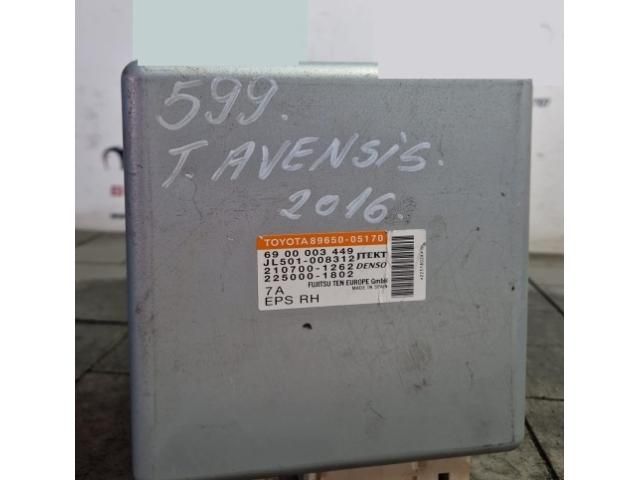 599.
T. AVENSiS.
2016.
TOYOTA 89650-05170
69 00 003 449
JL501-008312 JTEKT
210700-1262 DENSO
225000-1802
FUJITSU TEN EUROPE GmbH
7A MADE IN SPAIN
EPS RH